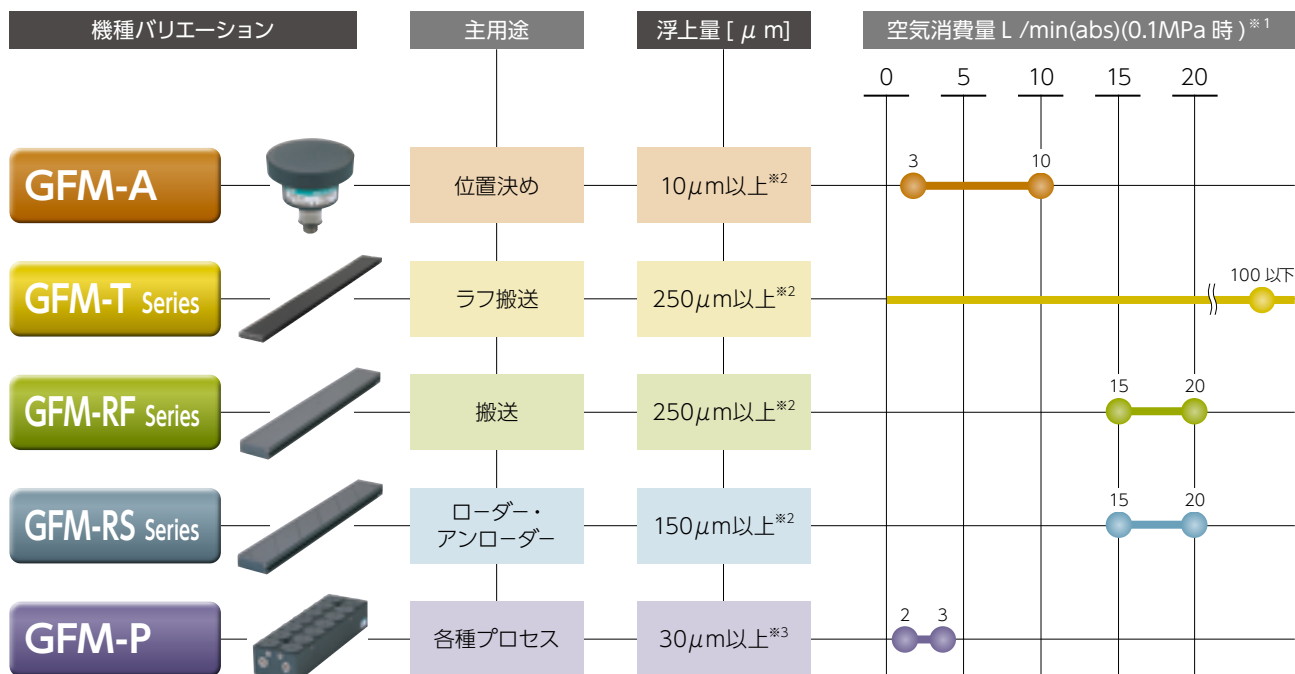 機種バリエーション
主用途
浮上量 [ μ m]
空気消費量 L /min(abs)(0.1MPa 時 ) ※1
0 5 10 15 20
GFM-A
位置決め
10μm以上※2
3 10
GFM-T Series
ラフ搬送
250μm以上※2
100 以下
GFM-RF Series
搬送
250μm以上※2
15 20
GFM-RS Series
ローダー・
アンローダー
150μm以上※2
15 20
GFM-P
各種プロセス
30μm以上※3
2 3